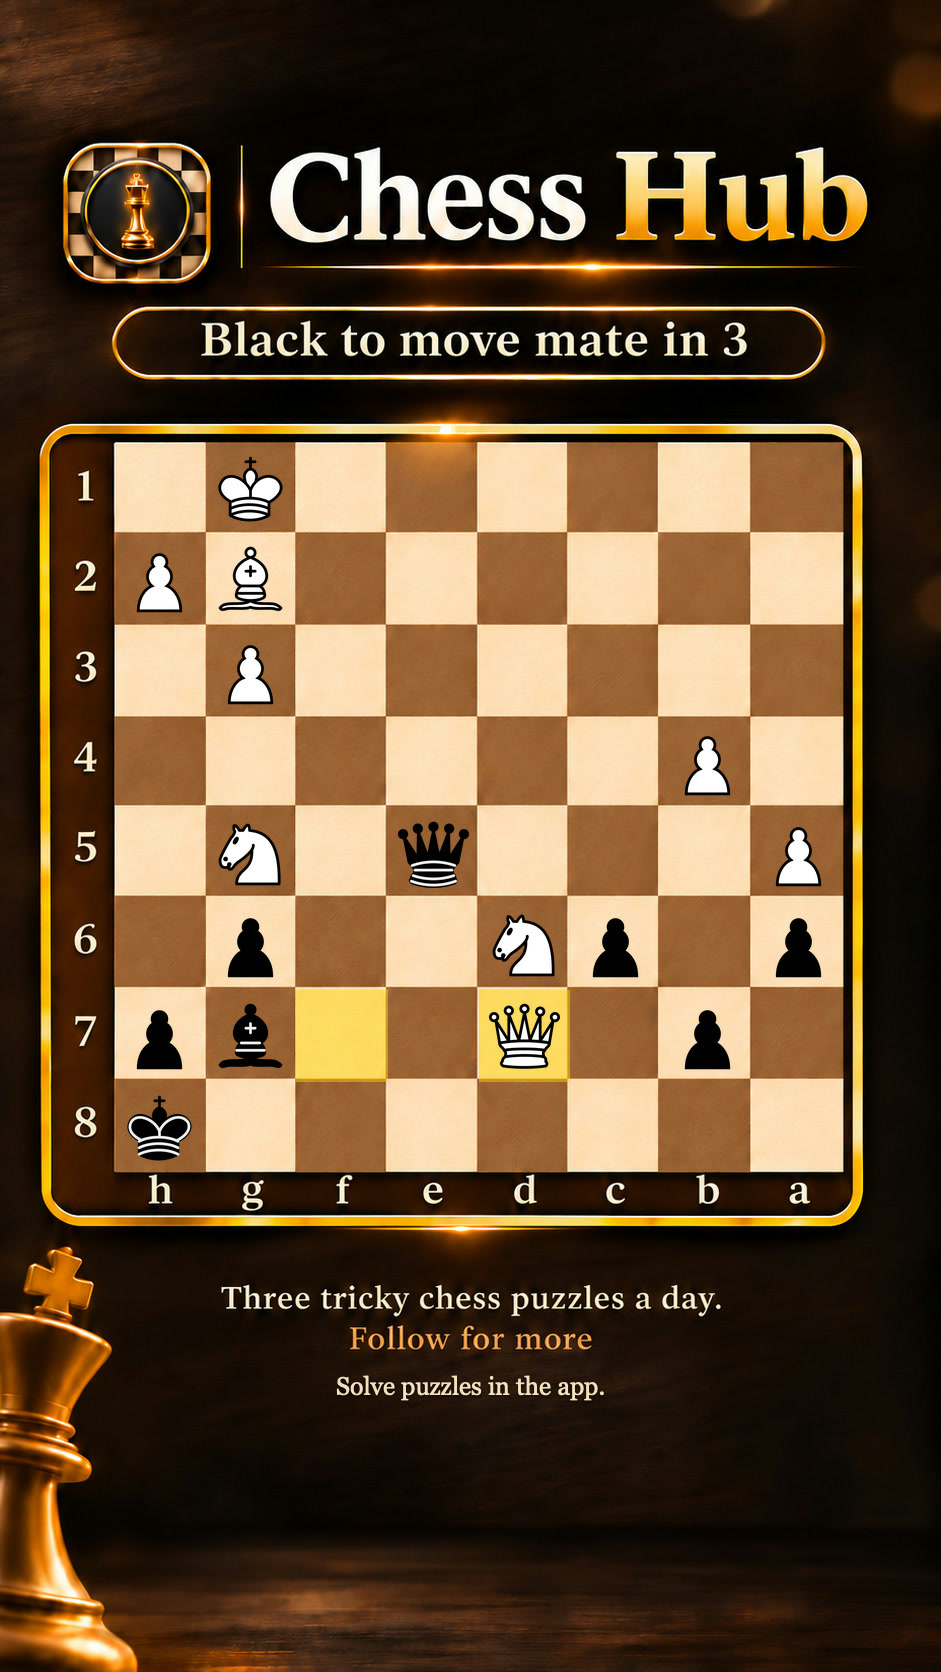 Chess Hub
Black to move mate in 3
1
2
3
4
5
6
7
8
h g f e d c b a
Three tricky chess puzzles a day.
Follow for more
Solve puzzles in the app.